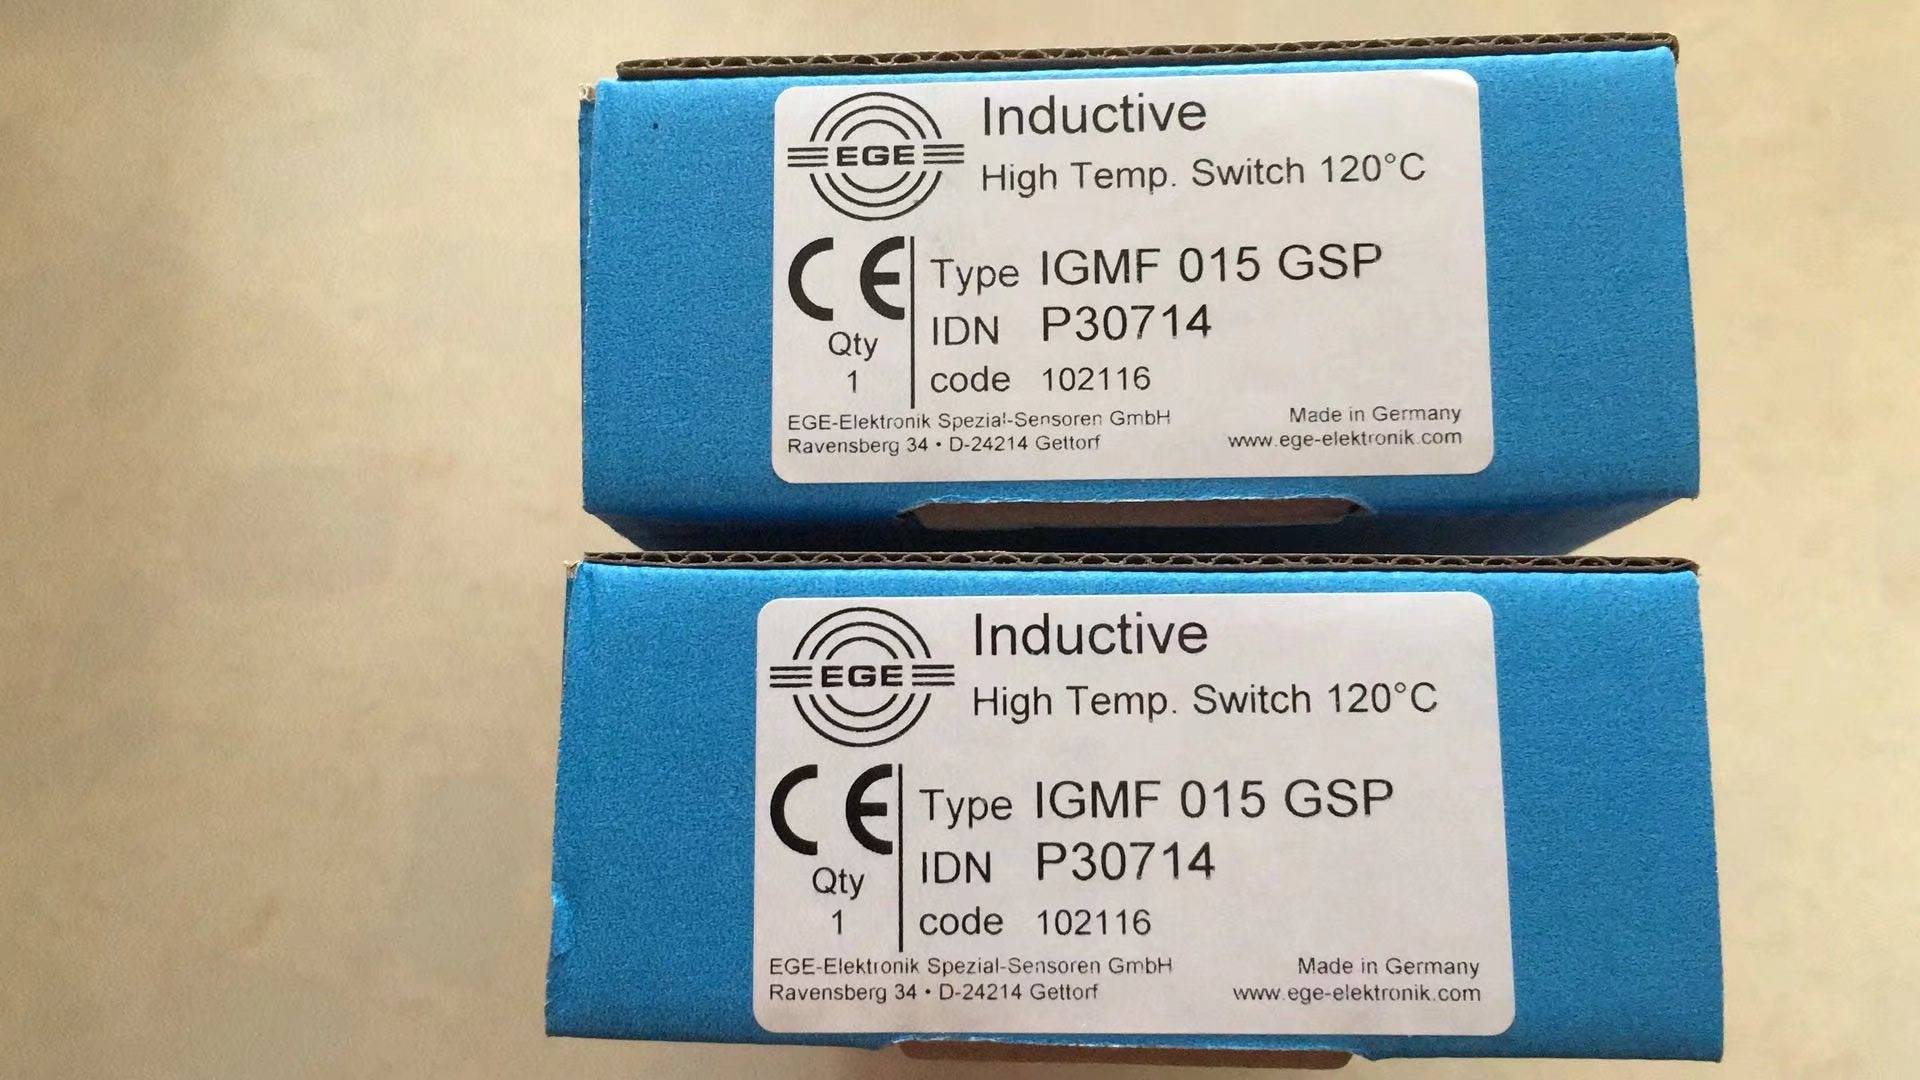 EGE
Inductive
High Temp. Switch 120°C
CE
Type IGMF 015 GSP
IDN P30714
Qty
1
code 102116
EGE-Elektronik Spezial-Sensoren GmbH
Made in Germany
Ravensberg 34 • D-24214 Gettorf
www.ege-elektronik.com
EGE
Inductive
High Temp. Switch 120°C
CE
Type IGMF 015 GSP
IDN P30714
Qty
1
code 102116
EGE-Elektronik Spezial-Sensoren GmbH
Made in Germany
Ravensberg 34 • D-24214 Gettorf
www.ege-elektronik.com